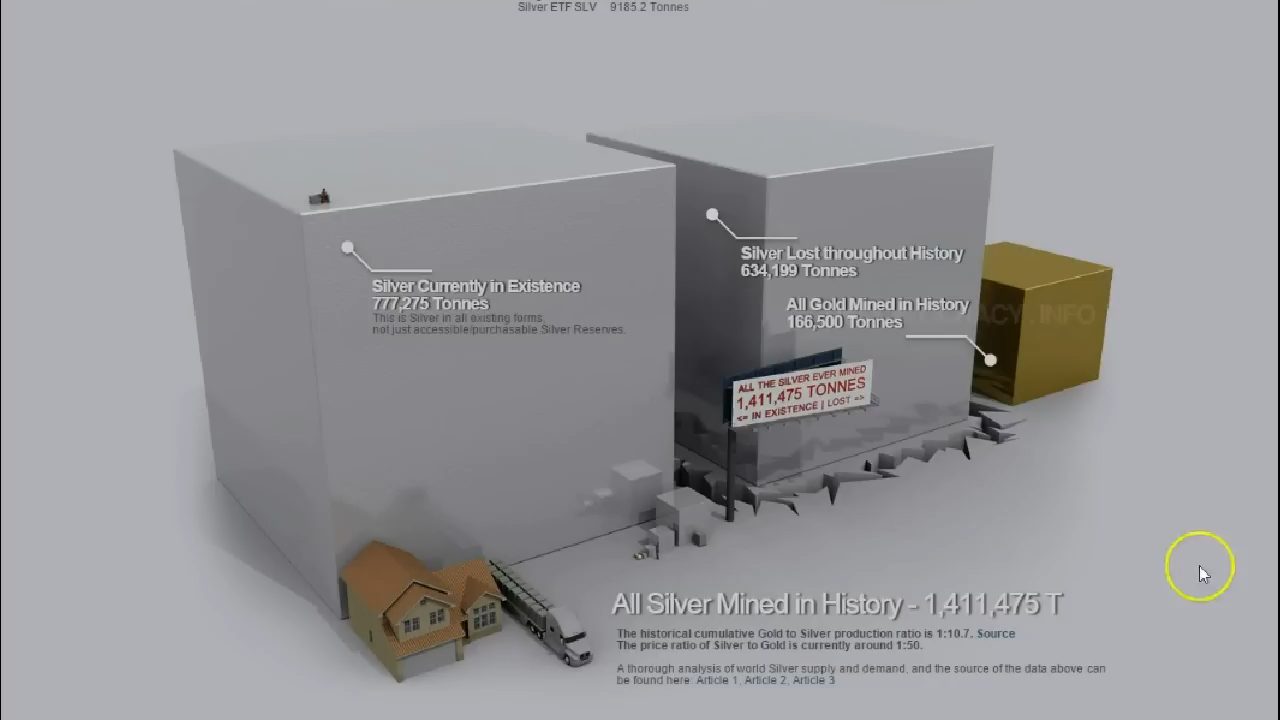 Silver ETF SLV 9185.2 Tonnes
Silver Currently in Existence
777,275 Tonnes
This is Silver in all existing forms,
not just accessible/purchasable Silver Reserves.
Silver Lost throughout History
634,199 Tonnes
All Gold Mined in History
166,500 Tonnes
ACY . INFO
ALL THE SILVER EVER MINED
1,411,475 TONNES
<= IN EXISTENCE | LOST =>
All Silver Mined in History - 1,411,475 T
The historical cumulative Gold to Silver production ratio is 1:10.7. Source
The price ratio of Silver to Gold is currently around 1:50.
A thorough analysis of world Silver supply and demand, and the source of the data above can
be found here: Article 1, Article 2, Article 3